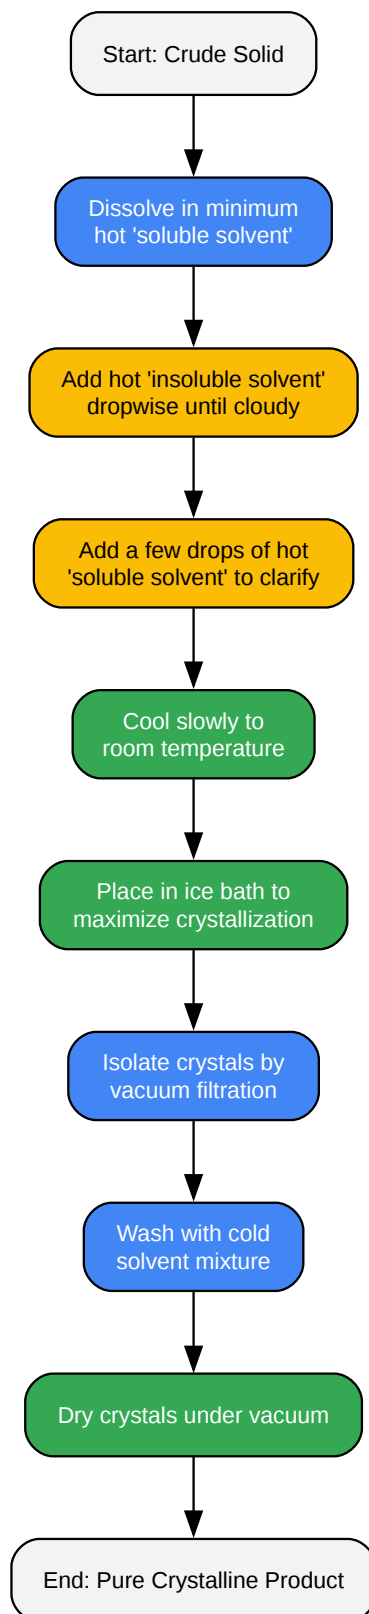 Start: Crude Solid
Dissolve in minimum
hot 'soluble solvent'
Add hot 'insoluble solvent'
dropwise until cloudy
Add a few drops of hot
'soluble solvent' to clarify
Cool slowly to
room temperature
Place in ice bath to
maximize crystallization
Isolate crystals by
vacuum filtration
Wash with cold
solvent mixture
Dry crystals under vacuum
End: Pure Crystalline Product